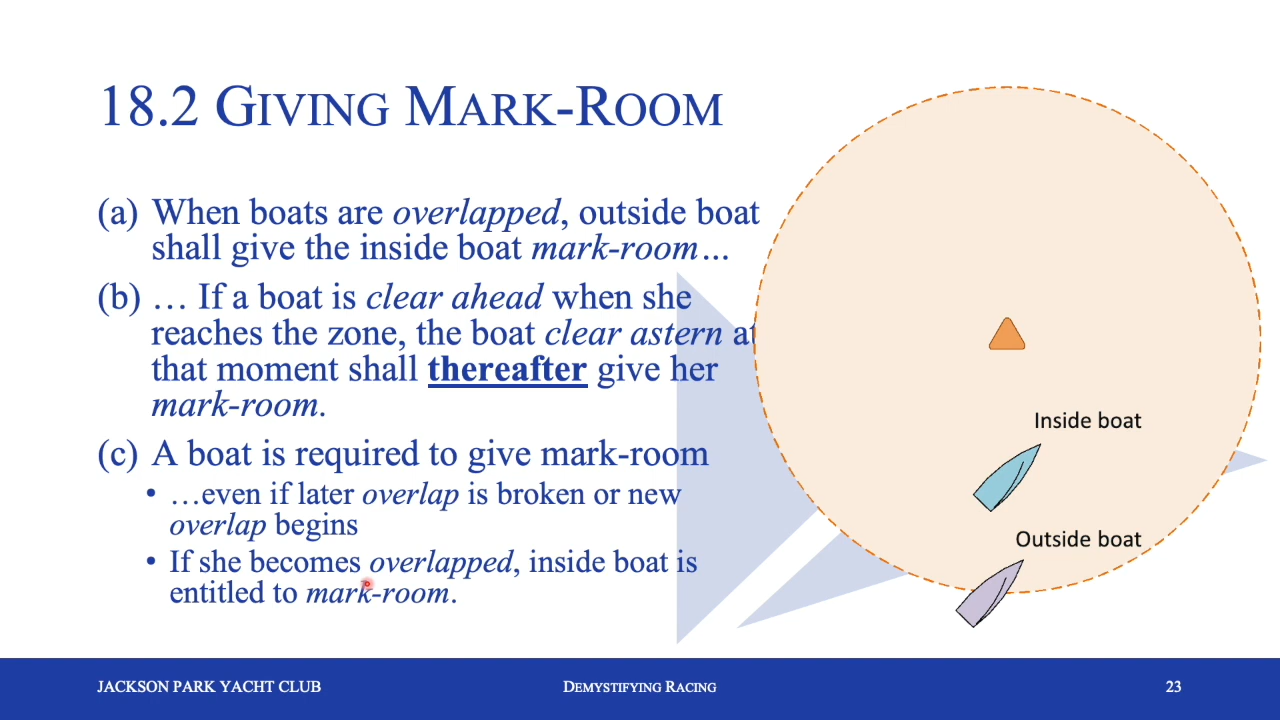 18.2 GIVING MARK-ROOM
(a) When boats are overlapped, outside boat
shall give the inside boat mark-room…
(b) … If a boat is clear ahead when she
reaches the zone, the boat clear astern at
that moment shall thereafter give her
mark-room.
(c) A boat is required to give mark-room
• …even if later overlap is broken or new
overlap begins
• If she becomes overlapped, inside boat is
entitled to mark-room.
Inside boat
Outside boat
JACKSON PARK YACHT CLUB
DEMYSTIFYING RACING
23